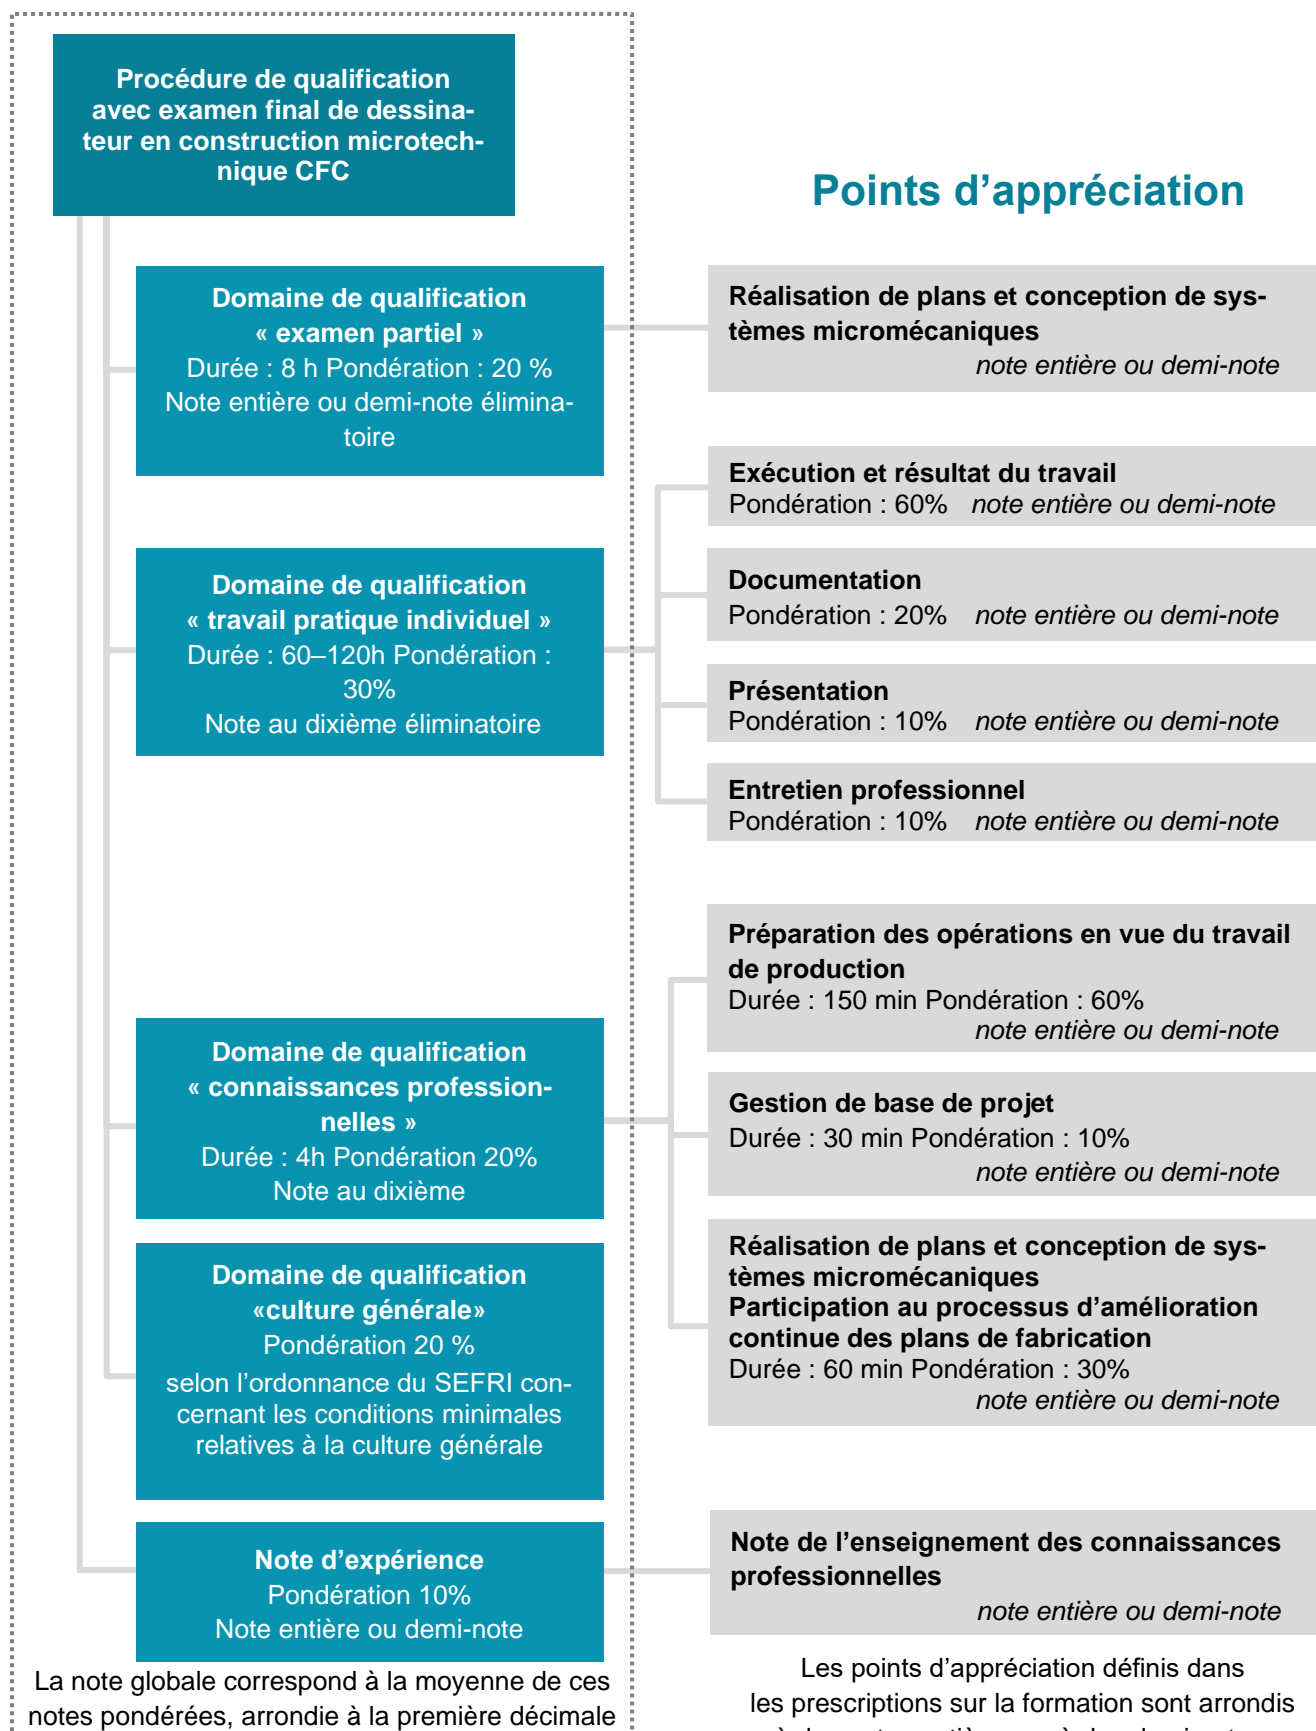 Procédure de qualification
avec examen final de dessina-
teur en construction microtech-
nique CFC
Points d’appréciation
Domaine de qualification
« examen partiel »
Durée : 8 h Pondération : 20 %
Note entière ou demi-note élimina-
toire
Réalisation de plans et conception de sys-
tèmes micromécaniques
note entière ou demi-note
Domaine de qualification
« travail pratique individuel »
Durée : 60–120h Pondération :
30%
Note au dixième éliminatoire
Exécution et résultat du travail
Pondération : 60% note entière ou demi-note
Documentation
Pondération : 20% note entière ou demi-note
Présentation
Pondération : 10% note entière ou demi-note
Entretien professionnel
Pondération : 10% note entière ou demi-note
Domaine de qualification
« connaissances profession-
nelles »
Durée : 4h Pondération 20%
Note au dixième
Préparation des opérations en vue du travail
de production
Durée : 150 min Pondération : 60%
note entière ou demi-note
Gestion de base de projet
Durée : 30 min Pondération : 10%
note entière ou demi-note
Réalisation de plans et conception de sys-
tèmes micromécaniques
Participation au processus d’amélioration
continue des plans de fabrication
Durée : 60 min Pondération : 30%
note entière ou demi-note
Domaine de qualification
«culture générale»
Pondération 20 %
selon l’ordonnance du SEFRI con-
cernant les conditions minimales
relatives à la culture générale
Note d’expérience
Pondération 10%
Note entière ou demi-note
Note de l’enseignement des connaissances
professionnelles
note entière ou demi-note
La note globale correspond à la moyenne de ces
notes pondérées, arrondie à la première décimale
Les points d’appréciation définis dans
les prescriptions sur la formation sont arrondis